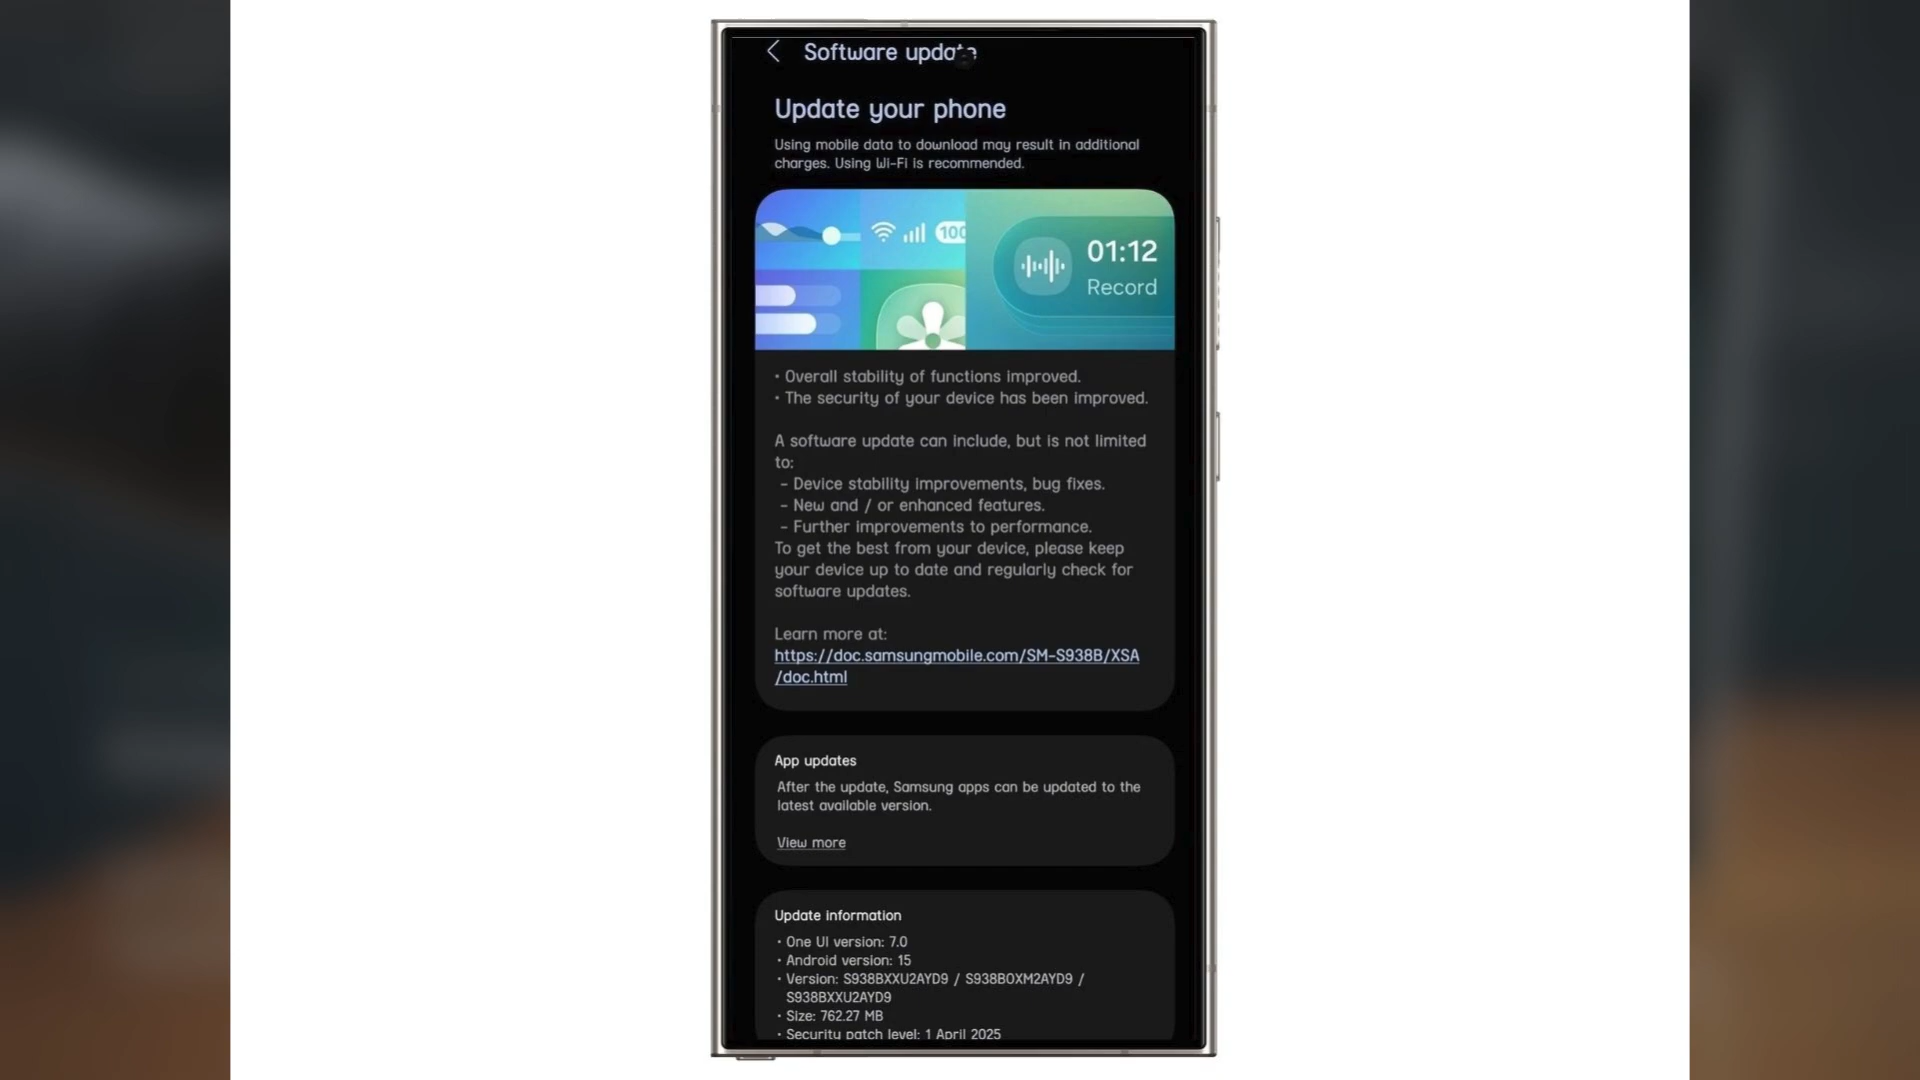 Software update
Update your phone
Using mobile data to download may result in additional
charges. Using Wi-Fi is recommended.
100
01:12
Record
• Overall stability of functions improved.
• The security of your device has been improved.
A software update can include, but is not limited
to:
- Device stability improvements, bug fixes.
- New and / or enhanced features.
- Further improvements to performance.
To get the best from your device, please keep
your device up to date and regularly check for
software updates.
Learn more at:
https://doc.samsungmobile.com/SM-S938B/XSA
/doc.html
App updates
After the update, Samsung apps can be updated to the
latest available version.
View more
Update information
• One UI version: 7.0
• Android version: 15
• Version: S938BXXU2AYD9 / S938BOXM2AYD9 /
S938BXXU2AYD9
• Size: 762.27 MB
• Security patch level: 1 April 2025